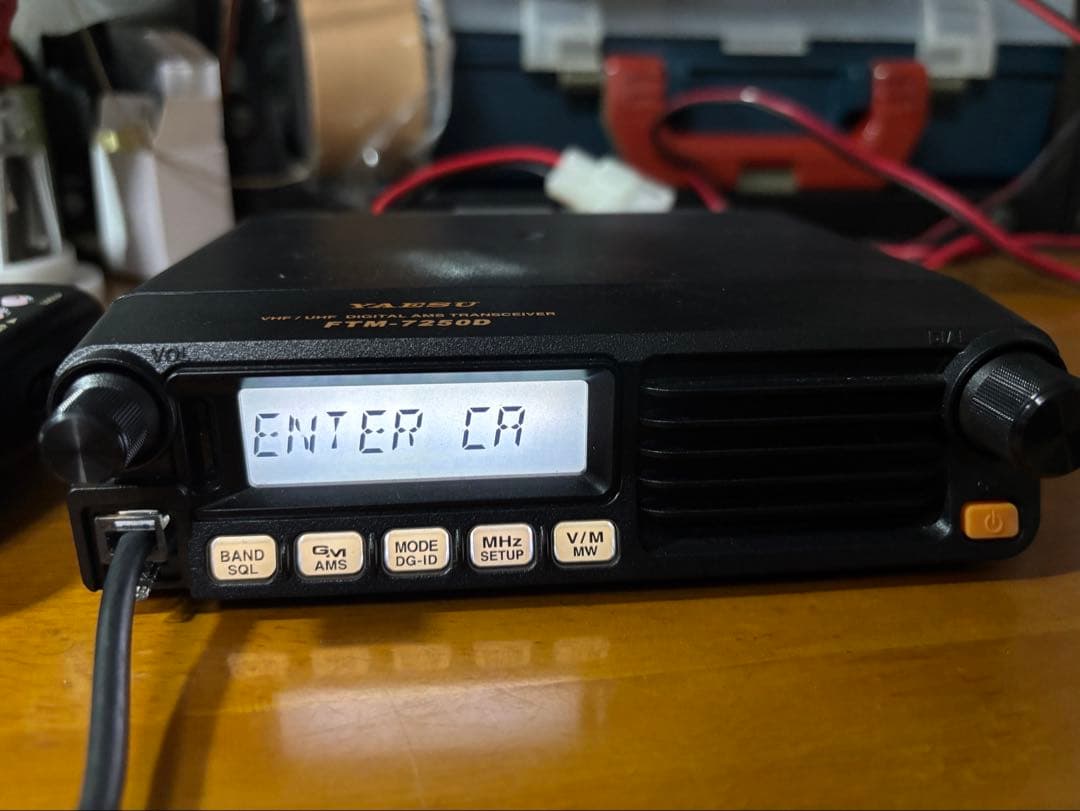 YAESU
VHF/UHF DIGITAL AMS TRANSCEIVER
FTM-7250D
VOL
ENTER CA
BAND
SQL
GM
AMS
MODE
DG-ID
MHz
SETUP
V/M
MW